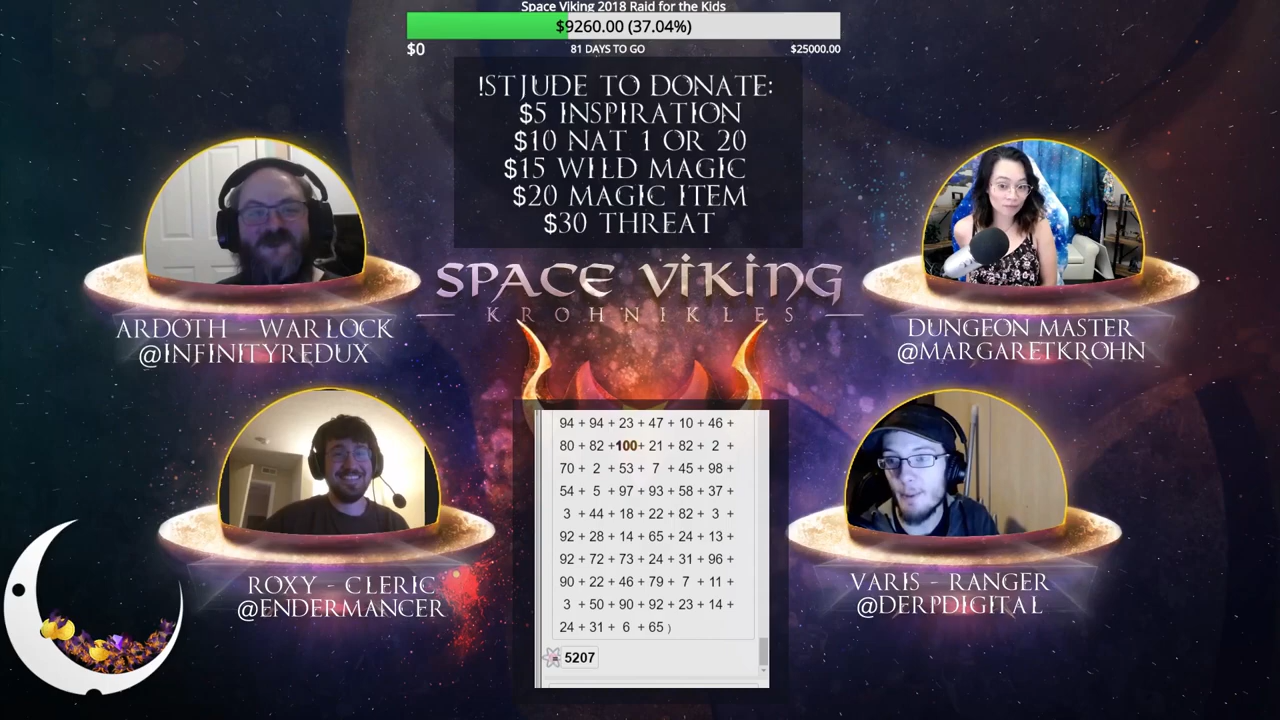 Space Viking 2018 Raid for the Kids
$9260.00 (37.04%)
$0 81 DAYS TO GO $25000.00
!STJUDE TO DONATE:
$5 INSPIRATION
$10 NAT 1 OR 20
$15 WILD MAGIC
$20 MAGIC ITEM
$30 THREAT
SPACE ViKiNG
KROHNIKLES
ARDOTH - WARLOCK
@INFINITYREDUX
DUNGEON MASTER
@MARGARETKROHN
94 + 94 + 23 + 47 + 10 + 46 +
80 + 82 +100+ 21 + 82 + 2 +
70 + 2 + 53 + 7 + 45 + 98 +
54 + 5 + 97 + 93 + 58 + 37 +
3 + 44 + 18 + 22 + 82 + 3 +
92 + 28 + 14 + 65 + 24 + 13 +
92 + 72 + 73 + 24 + 31 + 96 +
90 + 22 + 46 + 79 + 7 + 11 +
3 + 50 + 90 + 92 + 23 + 14 +
24 + 31 + 6 + 65 )
= 5207
ROXY - CLERIC
@ENDERMANCER
VARIS - RANGER
@DERPDIGITAL